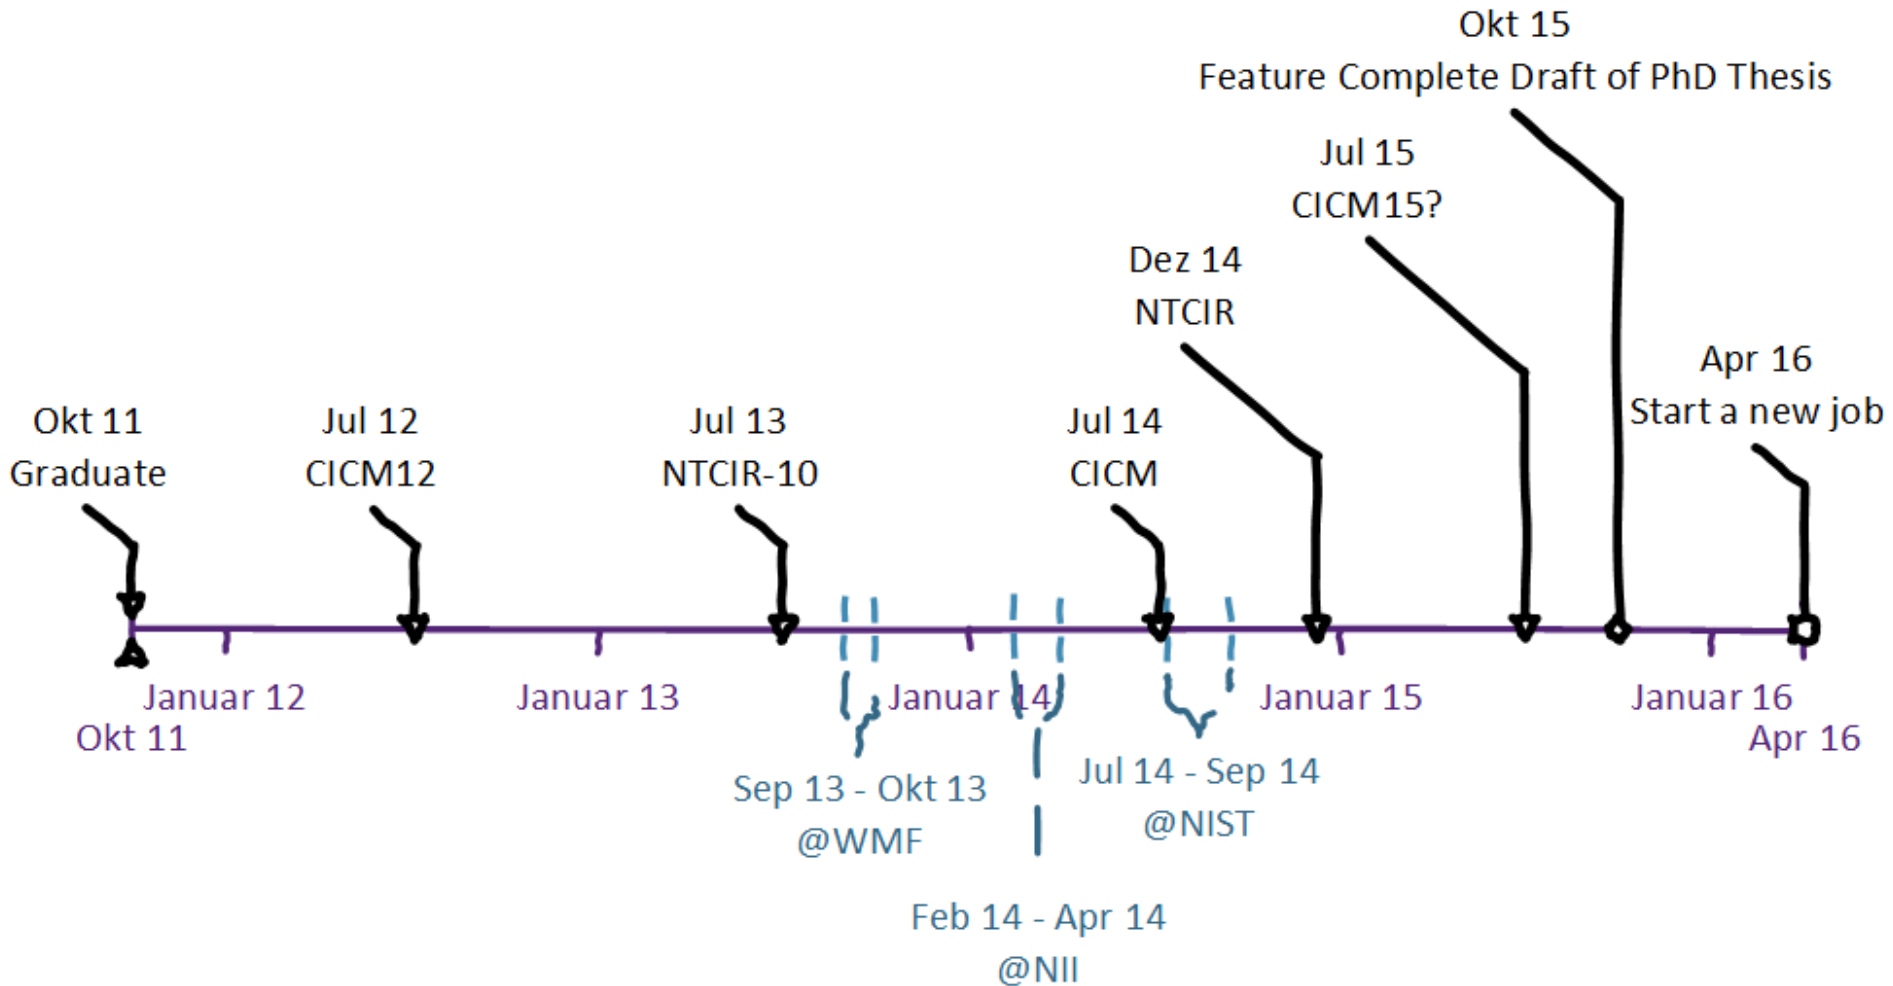 Okt 15
Feature Complete Draft of PhD Thesis
Jul 15
CICM15?
Dez 14
NTCIR
Apr 16
Start a new job
Okt 11
Graduate
Jul 12
CICM12
Jul 13
NTCIR-10
Jul 14
CICM
Januar 12
Januar 13
Januar 14
Januar 15
Januar 16
Okt 11
Apr 16
Sep 13 - Okt 13
@WMF
Jul 14 - Sep 14
@NIST
Feb 14 - Apr 14
@NII